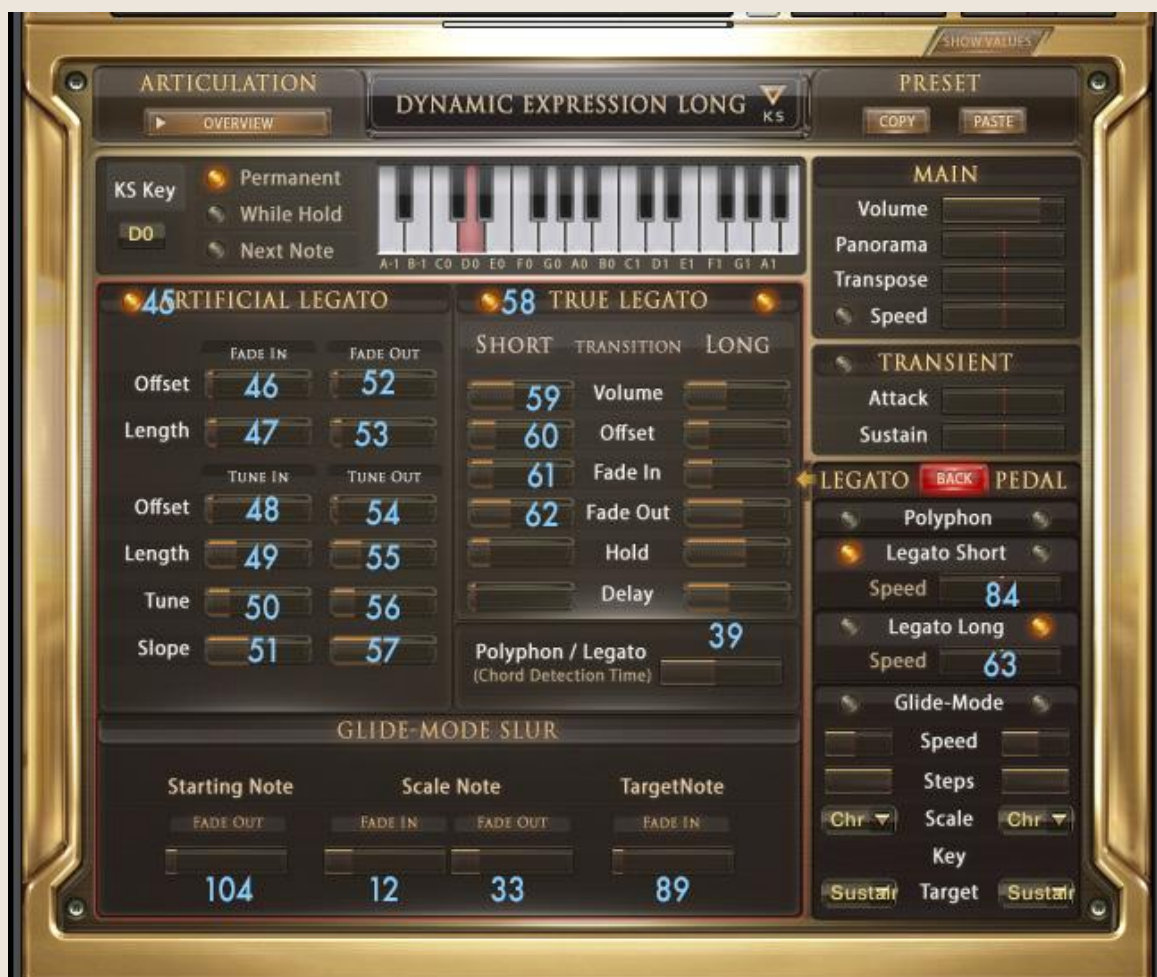 SHOW VALUES
ARTICULATION
OVERVIEW
DYNAMIC EXPRESSION LONG
KS
PRESET
COPY PASTE
KS Key
D0
Permanent
While Hold
Next Note
A-1 B-1 C0 D0 E0 F0 G0 A0 B0 C1 D1 E1 F1 G1 A1
MAIN
Volume
Panorama
Transpose
Speed
TRANSIENT
Attack
Sustain
45 RTIFICIAL LEGATO
FADE IN FADE OUT
Offset 46 52
Length 47 53
TUNE IN TUNE OUT
Offset 48 54
Length 49 55
Tune 50 56
Slope 51 57
58 TRUE LEGATO
SHORT TRANSITION LONG
59 Volume
60 Offset
61 Fade In
62 Fade Out
Hold
Delay
Polyphon / Legato 39
(Chord Detection Time)
LEGATO BACK PEDAL
Polyphon
Legato Short
Speed 84
Legato Long
Speed 63
Glide-Mode
Speed
Steps
Chr Scale Chr
Key
Sustair Target Sustair
GLIDE-MODE SLUR
Starting Note Scale Note TargetNote
FADE OUT FADE IN FADE OUT FADE IN
104 12 33 89